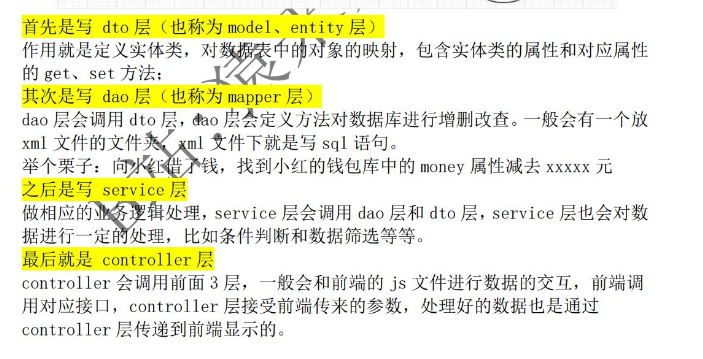 首先是写 dto 层（也称为 model、entity 层）
作用就是定义实体类，对数据表中的对象的映射，包含实体类的属性和对应属性
的 get、set 方法；
其次是写 dao 层（也称为 mapper 层）
dao 层会调用 dto 层，dao 层会定义方法对数据库进行增删改查。一般会有一个放
xml 文件的文件夹，xml 文件下就是写 sql 语句。
举个栗子：向小红借了钱，找到小红的钱包库中的 money 属性减去 xxxxx 元
之后是写 service 层
做相应的业务逻辑处理，service 层会调用 dao 层和 dto 层，service 层也会对数
据进行一定的处理，比如条件判断和数据筛选等等。
最后就是 controller 层
controller 会调用前面 3 层，一般会和前端的 js 文件进行数据的交互，前端调
用对应接口，controller 层接受前端传来的参数，处理好的数据也是通过
controller 层传递到前端显示的。